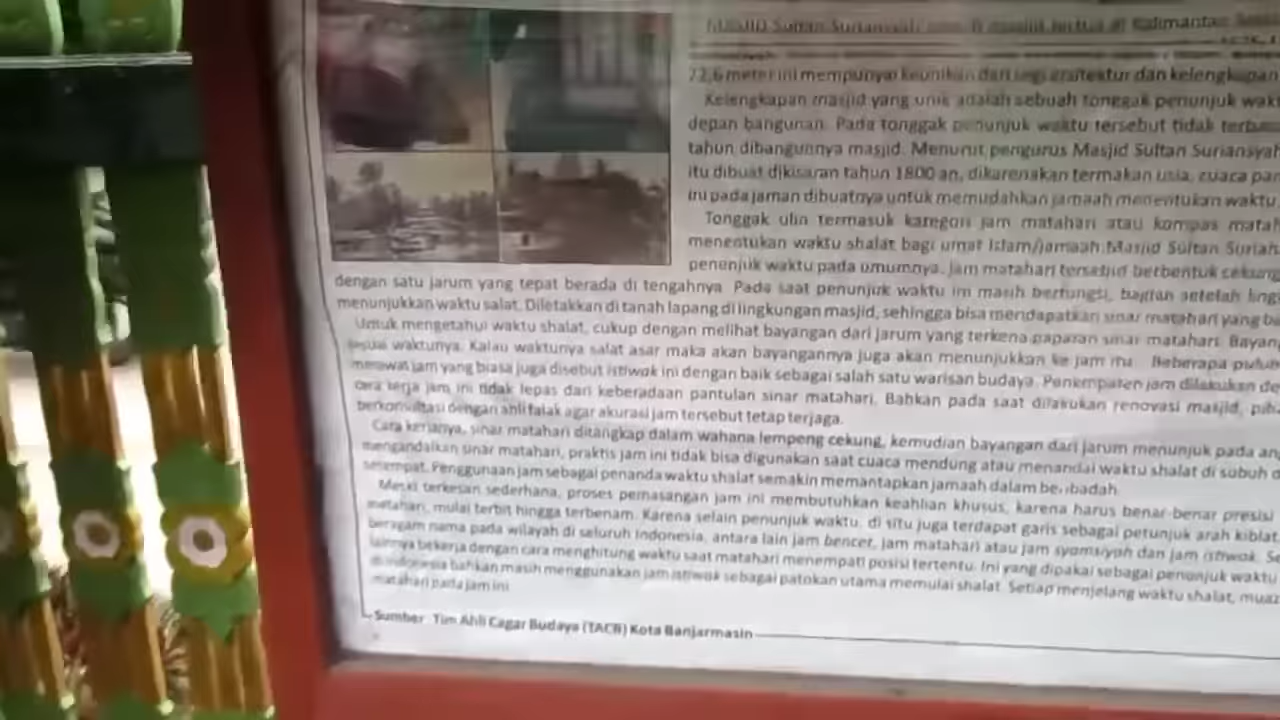 Masjid Sultan Suriansyah masjid tertua di Kalimantan
72,6 meter ini mempunyai keunikan dari segi arsitektur dan kelengkapan
Kelengkapan masjid yang unik adalah sebuah tonggak penunjuk
depan bangunan. Pada tonggak penunjuk waktu tersebut tidak
tahun dibangunnya masjid. Menurut pengurus Masjid Sultan Suriansyah
itu dibuat dikisaran tahun 1800 an, dikarenakan termakan usia, cuaca
ini pada jaman dibuatnya untuk memudahkan jamaah menentukan waktu
Tonggak ulin termasuk kategori jam matahari atau kompas
menentukan waktu shalat bagi umat Islam/jamaah Masjid Sultan
penenjuk waktu pada umumnya. Jam matahari tersebut berbentuk
dengan satu jarum yang tepat berada di tengahnya. Pada saat penunjuk waktu ini masih berfungsi, bagian setelah
menunjukkan waktu salat. Diletakkan di tanah lapang di lingkungan masjid, sehingga bisa mendapatkan sinar matahari yang
Untuk mengetahui waktu shalat, cukup dengan melihat bayangan dari jarum yang terkena paparan sinar matahari.
sesuai waktunya. Kalau waktunya salat asar maka akan bayangannya juga akan menunjukkan ke jam itu. Beberapa
merawat jam yang biasa juga disebut istiwak ini dengan baik sebagai salah satu warisan budaya. Penempaten jam dilakukan
cara kerja jam ini tidak lepas dari keberadaan pantulan sinar matahari. Bahkan pada saat dilakukan renovasi masjid,
berkonsultasi dengan ahli falak agar akurasi jam tersebut tetap terjaga.
Cara kerjanya, sinar matahari ditangkap dalam wahana lempeng cekung, kemudian bayangan dari jarum menunjuk pada
mengandalkan sinar matahari, praktis jam ini tidak bisa digunakan saat cuaca mendung atau menandai waktu shalat di subuh
setempat. Penggunaan jam sebagai penanda waktu shalat semakin memantapkan jamaah dalam beribadah.
Meski terkesan sederhana, proses pemasangan jam ini membutuhkan keahlian khusus, karena harus benar-benar presisi
matahari, mulai terbit hingga terbenam. Karena selain penunjuk waktu, di situ juga terdapat garis sebagai petunjuk arah kiblat.
beragam nama pada wilayah di seluruh Indonesia, antara lain jam bencet, jam matahari atau jam syamsiyah dan jam istiwak.
lainnya bekerja dengan cara menghitung waktu saat matahari menempati posisi tertentu. Ini yang dipakai sebagai penunjuk waktu
di Indonesia bahkan masih menggunakan jam istiwak sebagai patokan utama memulai shalat. Setiap menjelang waktu shalat,
matahari pada jam ini
Sumber : Tim Ahli Cagar Budaya (TACB) Kota Banjarmasin